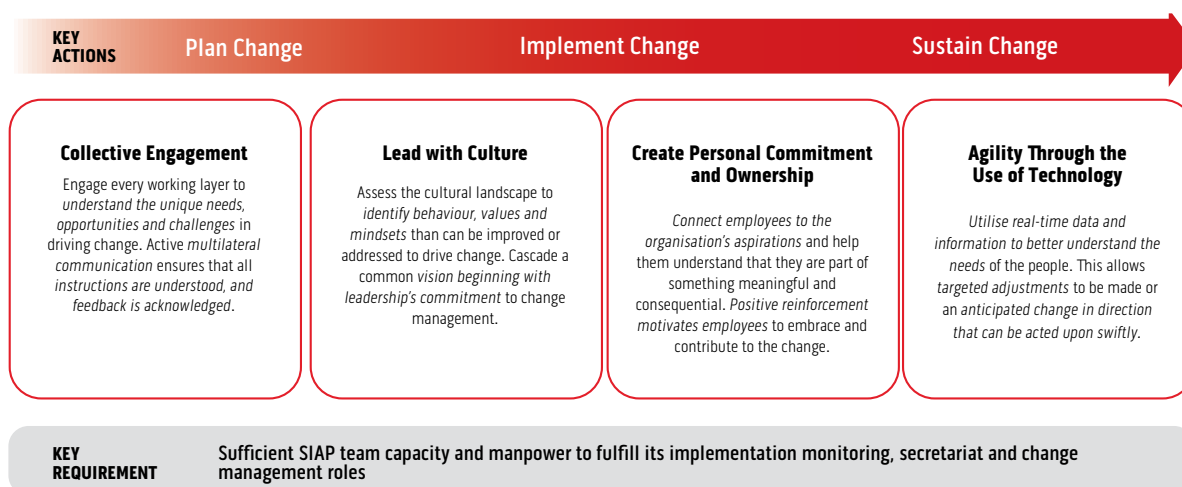 KEY
ACTIONS
Plan Change
Implement Change
Sustain Change
Collective Engagement
Engage every working layer to
understand the unique needs,
opportunities and challenges in
driving change. Active multilateral
communication ensures that all
instructions are understood, and
feedback is acknowledged.
Lead with Culture
Assess the cultural landscape to
identify behaviour, values and
mindsets than can be improved or
addressed to drive change. Cascade a
common vision beginning with
leadership's commitment to change
management.
Create Personal Commitment
and Ownership
Connect employees to the
organisation's aspirations and help
them understand that they are part of
something meaningful and
consequential. Positive reinforcement
motivates employees to embrace and
contribute to the change.
Agility Through the
Use of Technology
Utilise real-time data and
information to better understand the
needs of the people. This allows
targeted adjustments to be made or
an anticipated change in direction
that can be acted upon swiftly.
KEY
REQUIREMENT
Sufficient SIAP team capacity and manpower to fulfill its implementation monitoring, secretariat and change
management roles